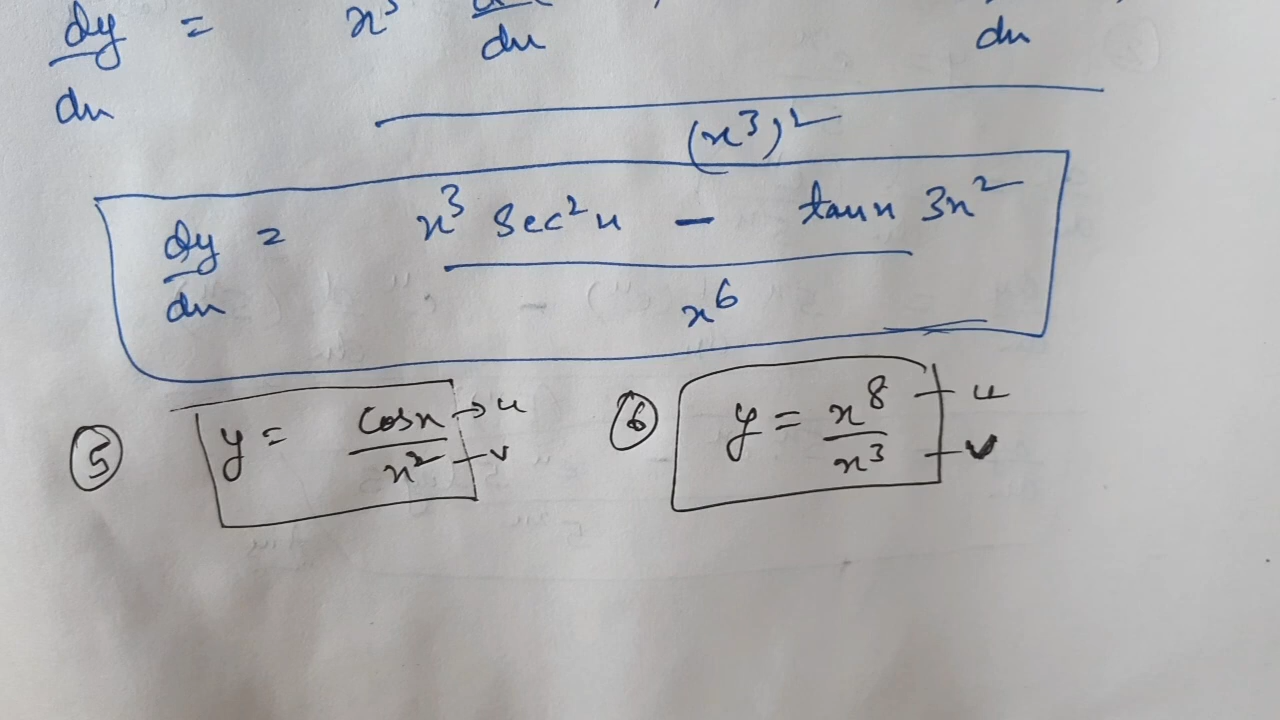 dy/dx = x³ d/dx dx
(x³)²
dy/dx = x³ sec²x - tanx 3x² / x⁶
⑤ y = cosx / x² → u - v
⑥ y = x⁸ / x³ - u - v